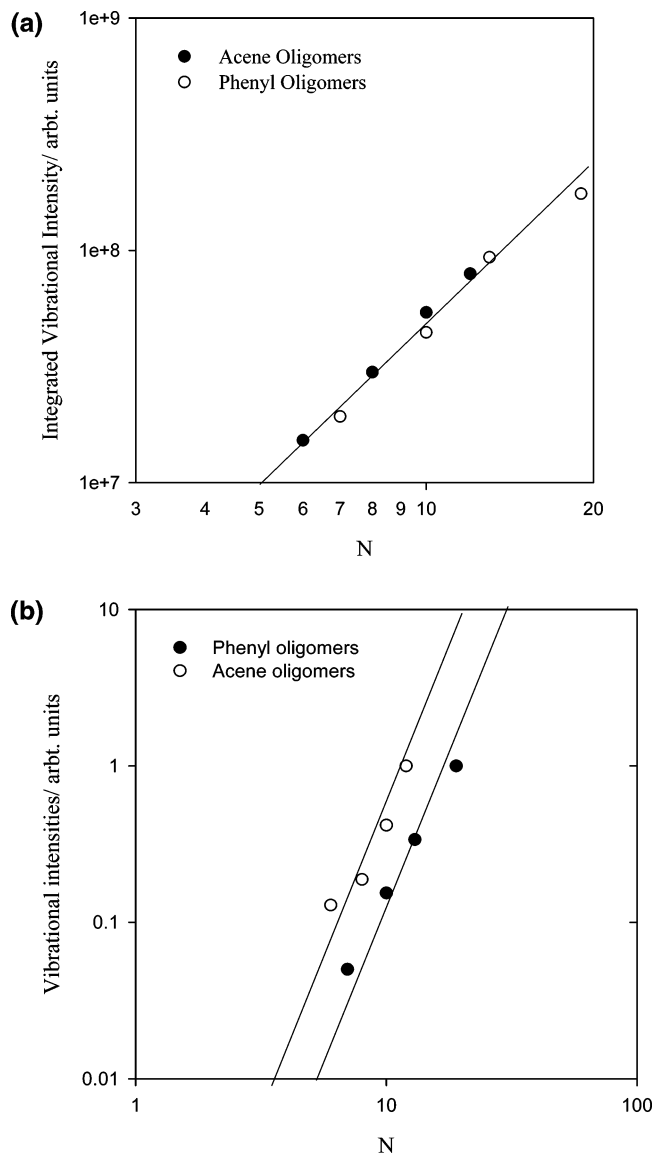 (a)
1e+9
Acene Oligomers
Phenyl Oligomers
Integrated Vibrational Intensity/ arbt. units
1e+8
1e+7
3 4 5 6 7 8 9 10 20
N
(b)
10
Phenyl oligomers
Acene oligomers
Vibrational intensities/ arbt. units
1
0.1
0.01
1 10 100
N